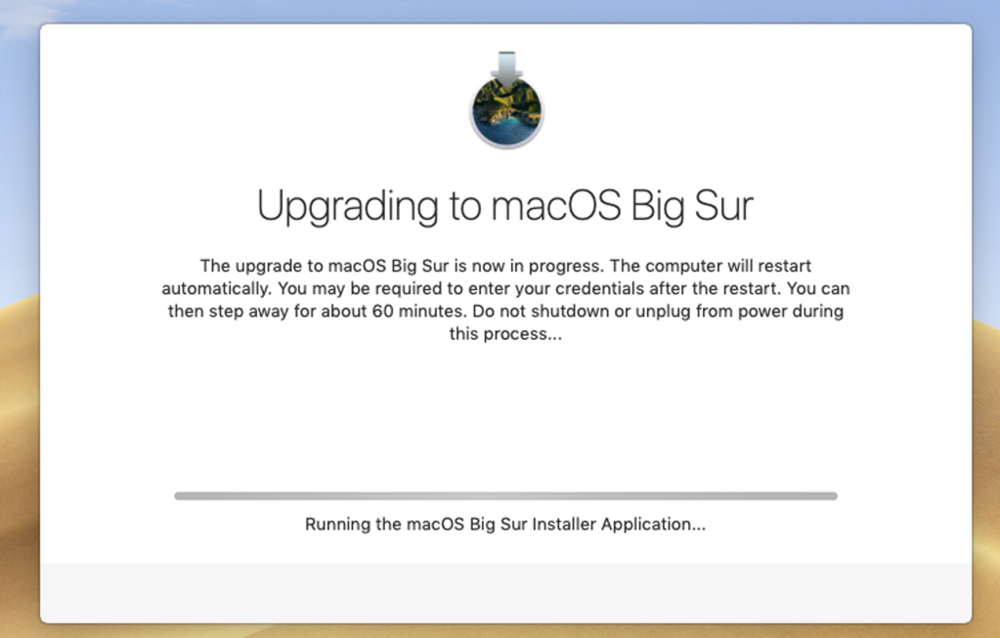 Upgrading to macOS Big Sur
The upgrade to macOS Big Sur is now in progress. The computer will restart
automatically. You may be required to enter your credentials after the restart. You can
then step away for about 60 minutes. Do not shutdown or unplug from power during
this process...
Running the macOS Big Sur Installer Application...